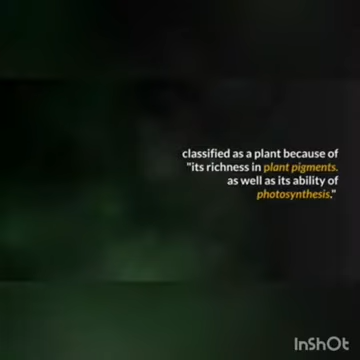 classified as a plant because of
"its richness in plant pigments.
as well as its ability of
photosynthesis."
InShOt